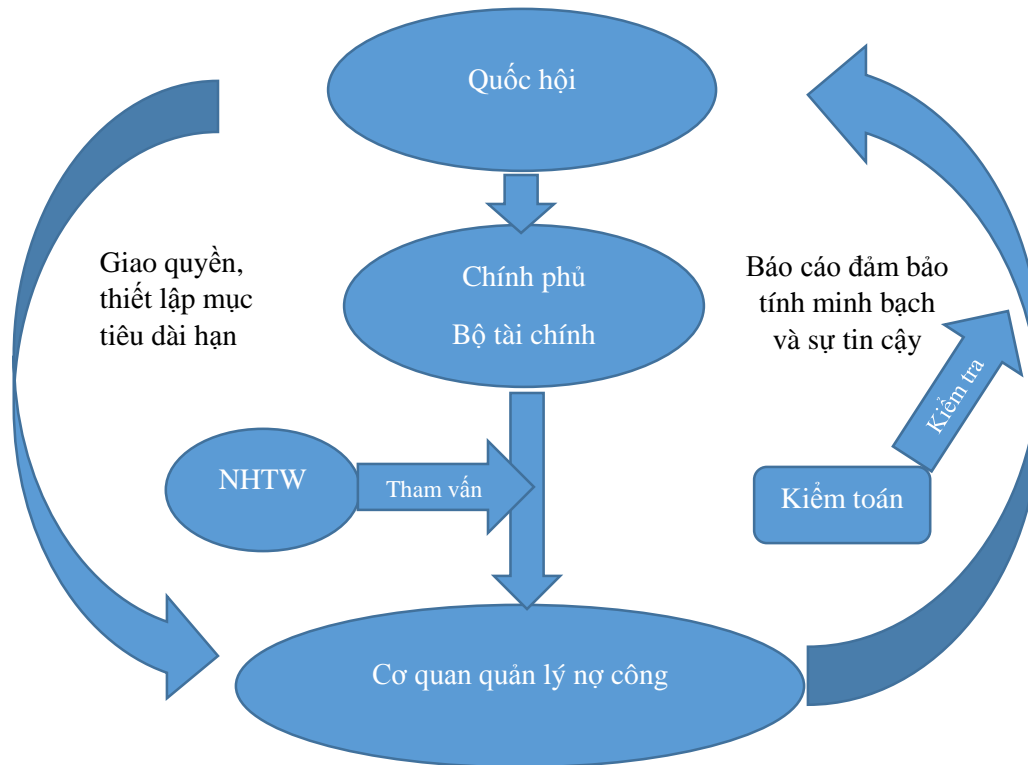 Quốc hội
Giao quyền,
thiết lập mục
tiêu dài hạn
Chính phủ
Bộ tài chính
Báo cáo đảm bảo
tính minh bạch
và sự tin cậy
Kiểm tra
NHTW
Tham vấn
Kiểm toán
Cơ quan quản lý nợ công